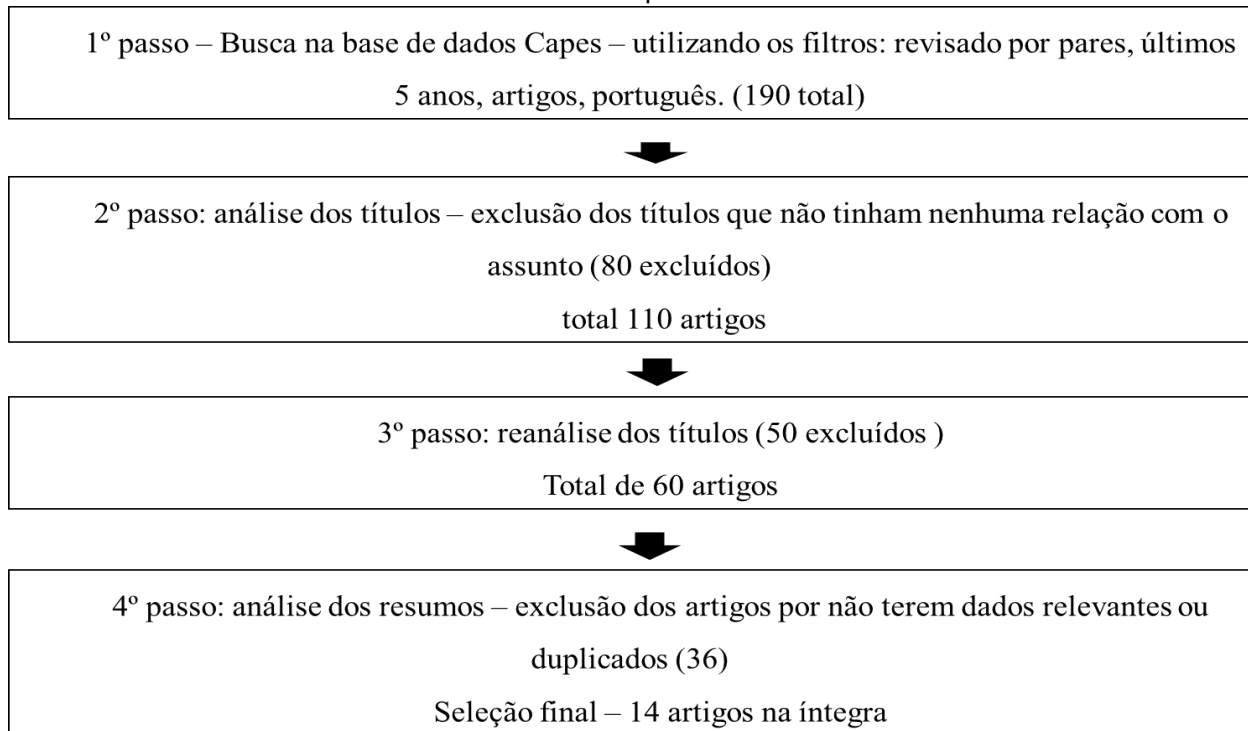 1º passo – Busca na base de dados Capes – utilizando os filtros: revisado por pares, últimos
5 anos, artigos, português. (190 total)
2º passo: análise dos títulos – exclusão dos títulos que não tinham nenhuma relação com o
assunto (80 excluídos)
total 110 artigos
3º passo: reanálise dos títulos (50 excluídos )
Total de 60 artigos
4º passo: análise dos resumos – exclusão dos artigos por não terem dados relevantes ou
duplicados (36)
Seleção final – 14 artigos na íntegra